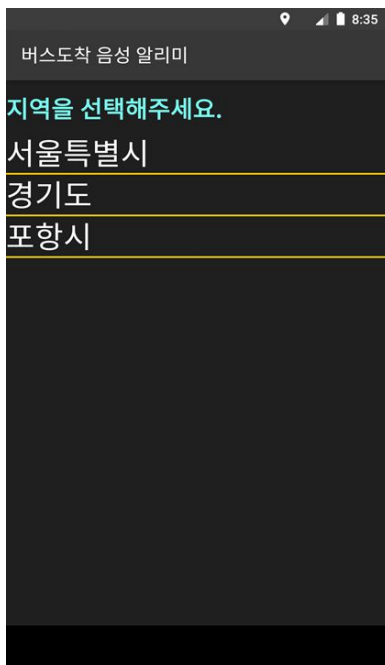 8:35
버스도착 음성 알리미
지역을 선택해주세요.
서울특별시
경기도
포항시